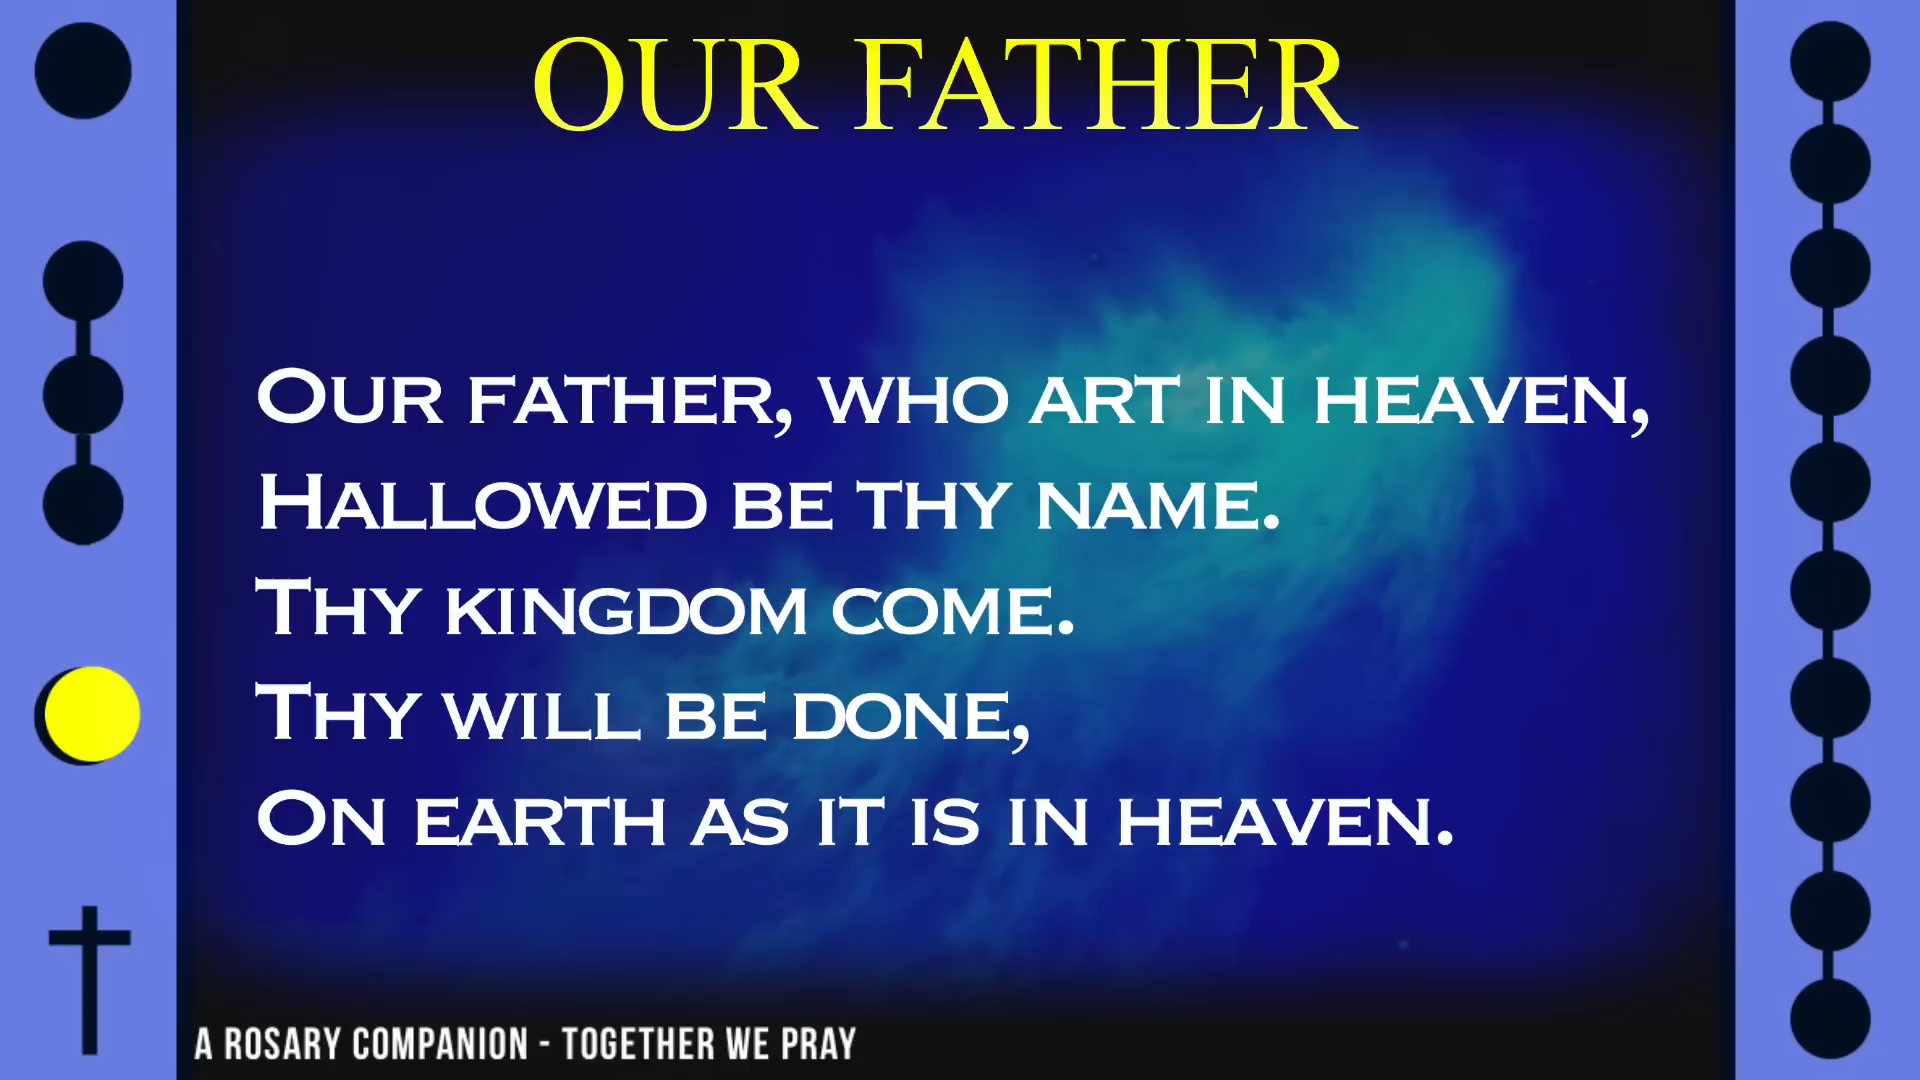 OUR FATHER
Our father, who art in heaven,
Hallowed be thy name.
Thy kingdom come.
Thy will be done,
On earth as it is in heaven.
A ROSARY COMPANION - TOGETHER WE PRAY